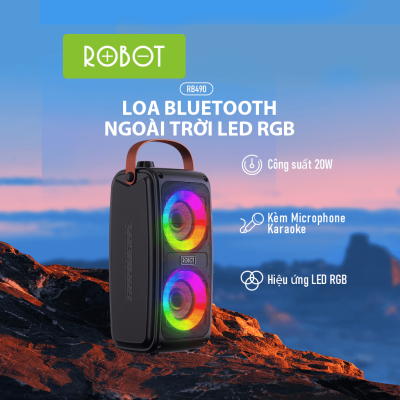 ROBOT
RB490
LOA BLUETOOTH
NGOÀI TRỜI LED RGB
Công suất 20W
Kèm Microphone
Karaoke
Hiệu ứng LED RGB
ROBOT